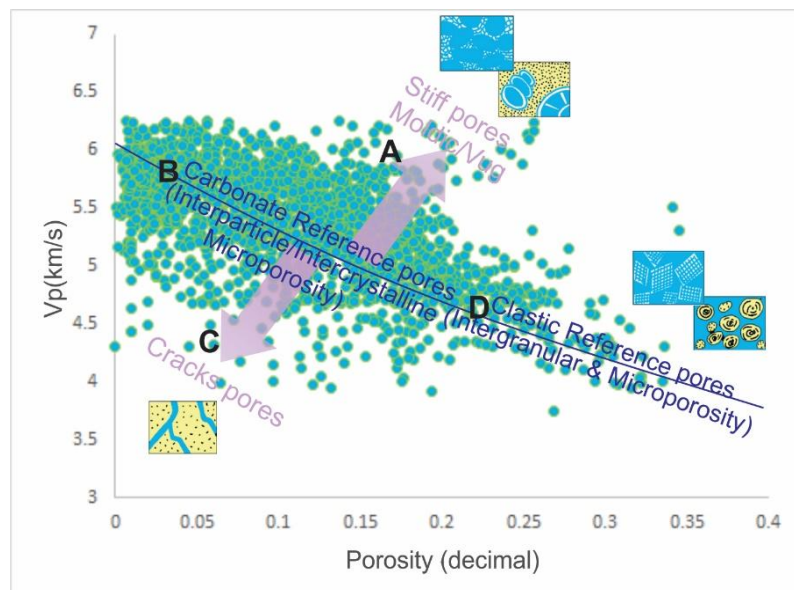 7
6.5
6
5.5
5
4.5
4
3.5
3
Vp(km/s)
0
0.05
0.1
0.15
0.2
0.25
0.3
0.35
0.4
Porosity (decimal)
A
Stiff pores
Moldic/Vug
B
Carbonate Reference pores
(Interparticle/Intercrystalline
Microporosity)
C
Cracks pores
D
Clastic Reference pores
(Intergranular & Microporosity)